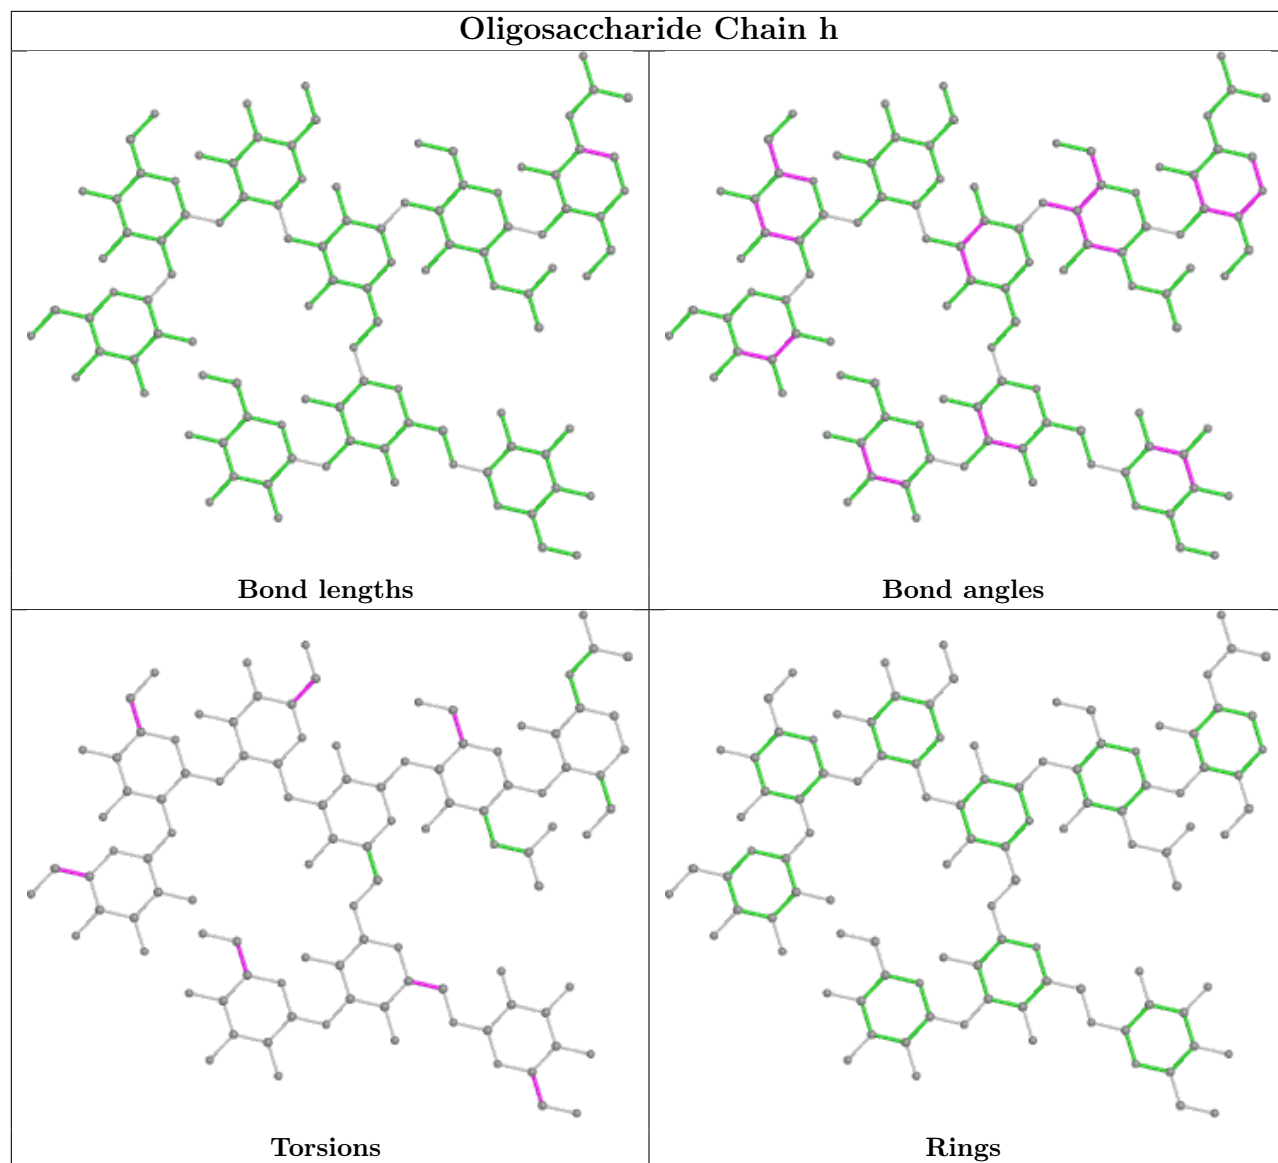 Oligosaccharide Chain h
Bond lengths
Bond angles
Torsions
Rings